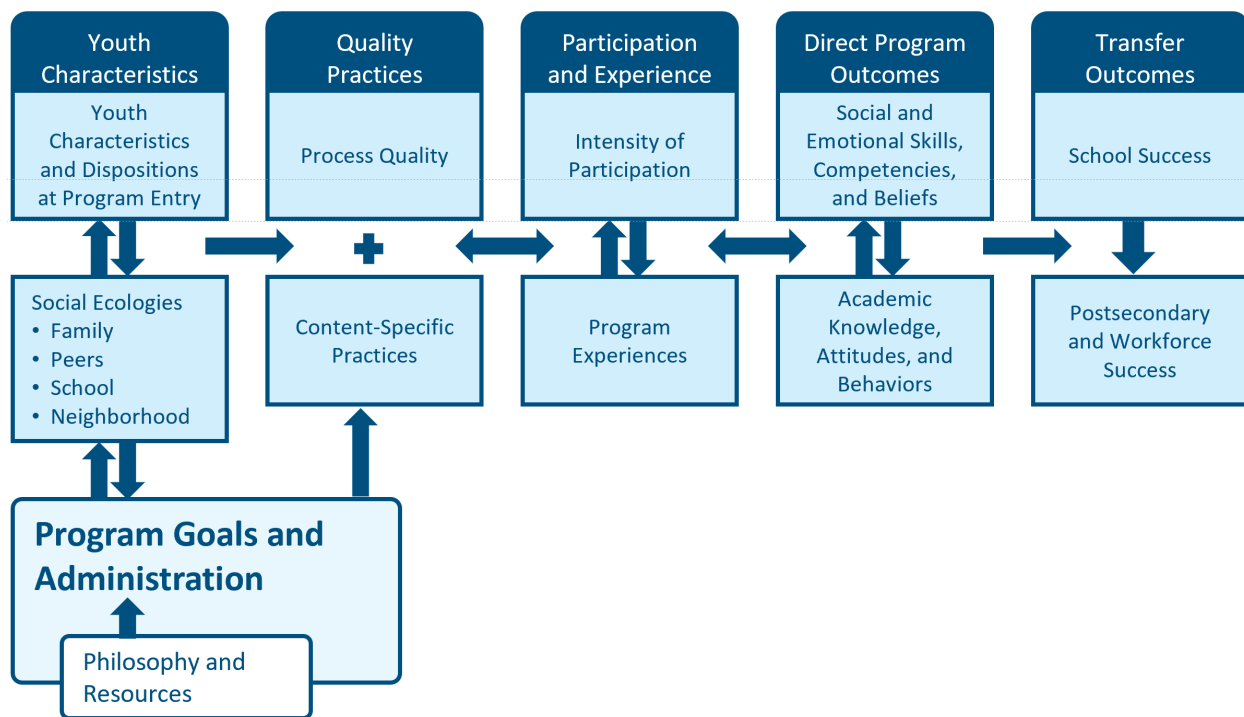 Youth
Characteristics
Youth
Characteristics
and Dispositions
at Program Entry
Social Ecologies
• Family
• Peers
• School
• Neighborhood
Quality
Practices
Process Quality
Content-Specific
Practices
Participation
and Experience
Intensity of
Participation
Program
Experiences
Direct Program
Outcomes
Social and
Emotional Skills,
Competencies,
and Beliefs
Academic
Knowledge,
Attitudes, and
Behaviors
Transfer
Outcomes
School Success
Postsecondary
and Workforce
Success
Program Goals and
Administration
Philosophy and
Resources